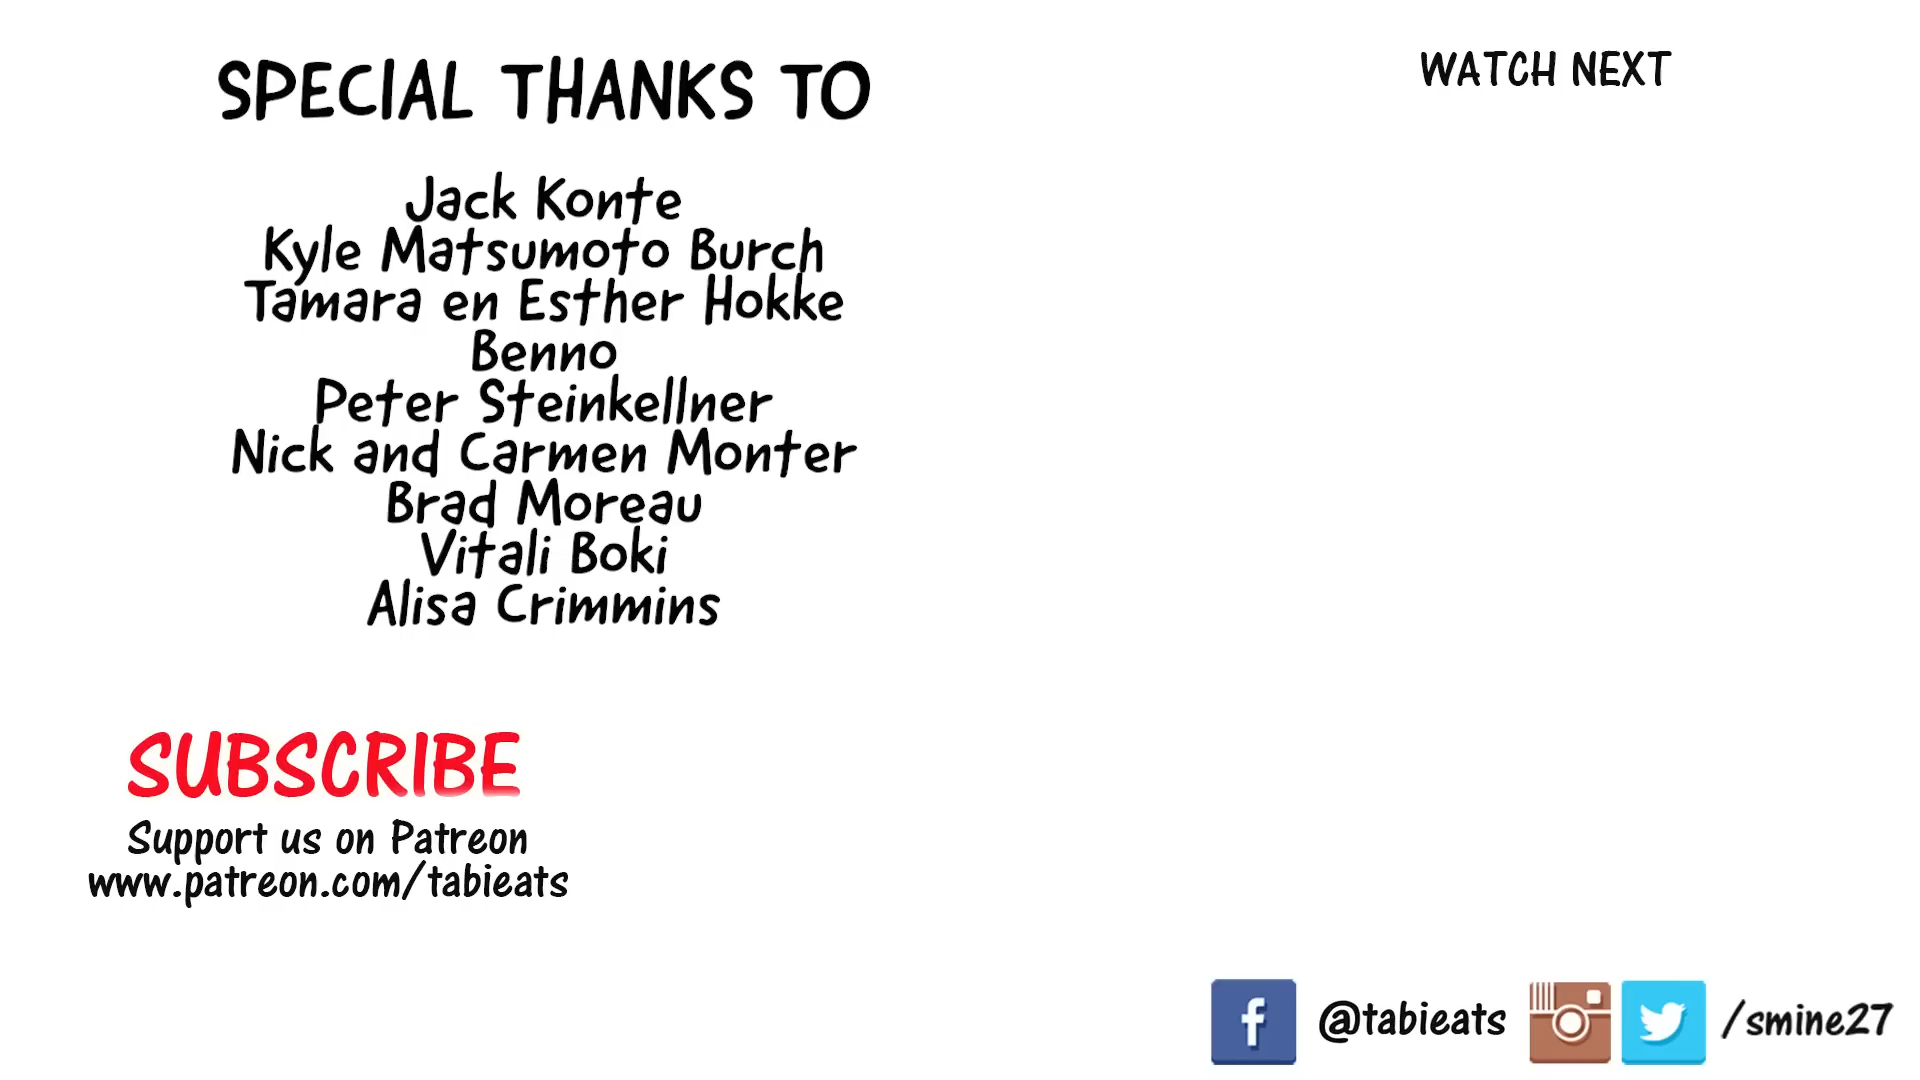 SPECIAL THANKS TO
Jack Konte
Kyle Matsumoto Burch
Tamara en Esther Hokke
Benno
Peter Steinkellner
Nick and Carmen Monter
Brad Moreau
Vitali Boki
Alisa Crimmins
SUBSCRIBE
Support us on Patreon
www.patreon.com/tabieats
WATCH NEXT
@tabieats
/smine27